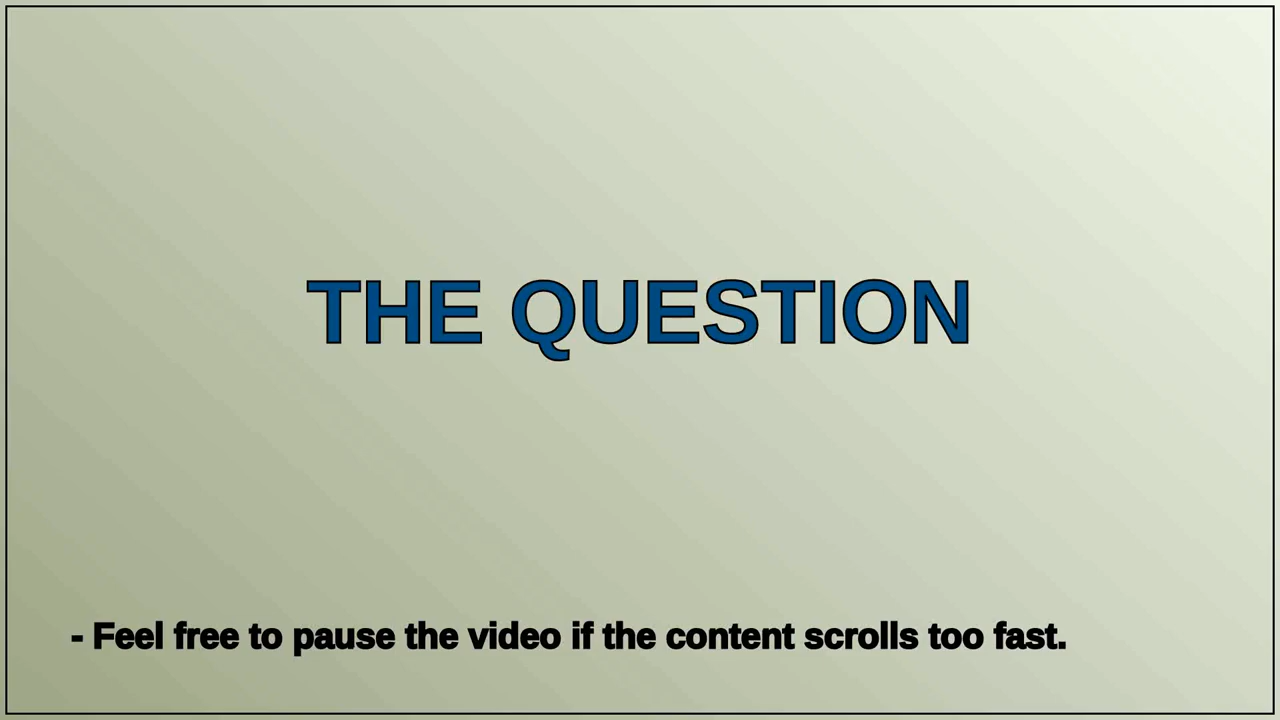 THE QUESTION
- Feel free to pause the video if the content scrolls too fast.